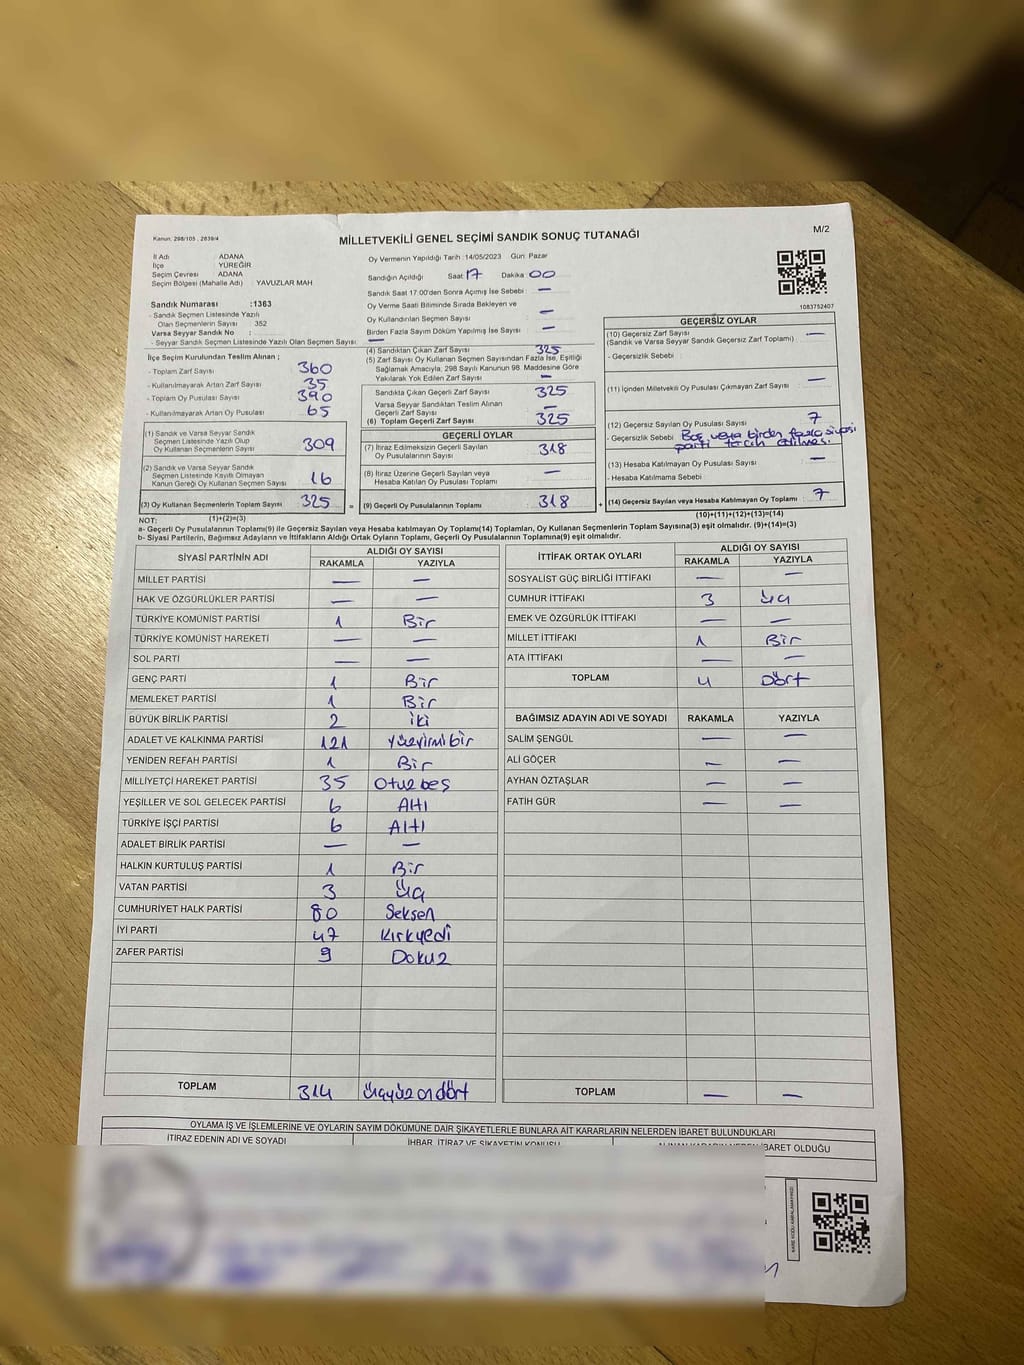 Kanun: 298/105 , 2839/4
MİLLETVEKİLİ GENEL SEÇİMİ SANDIK SONUÇ TUTANAĞI
M/2
İl Adı : ADANA
İlçe : YÜREĞİR
Seçim Çevresi : ADANA
Seçim Bölgesi (Mahalle Adı) : YAVUZLAR MAH
Sandık Numarası :1363
- Sandık Seçmen Listesinde Yazılı
Olan Seçmenlerin Sayısı : 352
Varsa Seyyar Sandık No :
- Seyyar Sandık Seçmen Listesinde Yazılı Olan Seçmen Sayısı: —
Oy Vermenin Yapıldığı Tarih :14/05/2023 Gün: Pazar
Sandığın Açıldığı Saat 17 Dakika 00
Sandık Saat 17.00'den Sonra Açımış İse Sebebi : —
Oy Verme Saati Bitiminde Sırada Bekleyen ve
Oy Kullandırılan Seçmen Sayısı : —
Birden Fazla Sayım Döküm Yapılmış İse Sayısı : —
1083752407
İlçe Seçim Kurulundan Teslim Alınan ;
- Toplam Zarf Sayısı : 360
- Kullanılmayarak Artan Zarf Sayısı : 35
- Toplam Oy Pusulası Sayısı : 390
- Kullanılmayarak Artan Oy Pusulası : 65
(1) Sandık ve Varsa Seyyar Sandık
Seçmen Listesinde Yazılı Olup
Oy Kullanan Seçmenlerin Sayısı : 309
(2) Sandık ve Varsa Seyyar Sandık
Seçmen Listesinde Kayıtlı Olmayan
Kanun Gereği Oy Kullanan Seçmen Sayısı : 16
(3) Oy Kullanan Seçmenlerin Toplam Sayısı : 325 =
(1)+(2)=(3)
(4) Sandıktan Çıkan Zarf Sayısı : 325
(5) Zarf Sayısı Oy Kullanan Seçmen Sayısından Fazla İse, Eşitliği
Sağlamak Amacıyla, 298 Sayılı Kanunun 98. Maddesine Göre
Yakılarak Yok Edilen Zarf Sayısı : —
Sandıkta Çıkan Geçerli Zarf Sayısı : 325
Varsa Seyyar Sandıktan Teslim Alınan
Geçerli Zarf Sayısı : —
(6) Toplam Geçerli Zarf Sayısı : 325
GEÇERLİ OYLAR
(7) İtiraz Edilmeksizin Geçerli Sayılan
Oy Pusulalarının Sayısı : 318
(8) İtiraz Üzerine Geçerli Sayılan veya
Hesaba Katılan Oy Pusulası Toplamı : —
(9) Geçerli Oy Pusulalarının Toplamı : 318 +
GEÇERSİZ OYLAR
(10) Geçersiz Zarf Sayısı : —
(Sandık ve Varsa Seyyar Sandık Geçersiz Zarf Toplamı)
- Geçersizlik Sebebi :
(11) İçinden Milletvekili Oy Pusulası Çıkmayan Zarf Sayısı : —
(12) Geçersiz Sayılan Oy Pusulası Sayısı : 7
- Geçersizlik Sebebi : Boş veya birden fazla siyasi
parti tercih edilmesi
(13) Hesaba Katılmayan Oy Pusulası Sayısı : —
- Hesaba Katılmama Sebebi :
(14) Geçersiz Sayılan veya Hesaba Katılmayan Oy Toplamı : 7
(10)+(11)+(12)+(13)=(14)
NOT:
a- Geçerli Oy Pusulalarının Toplamı(9) ile Geçersiz Sayılan veya Hesaba katılmayan Oy Toplamı(14) Toplamları, Oy Kullanan Seçmenlerin Toplam Sayısına(3) eşit olmalıdır. (9)+(14)=(3)
b- Siyasi Partilerin, Bağımsız Adayların ve İttifakların Aldığı Ortak Oyların Toplamı, Geçerli Oy Pusulalarının Toplamına(9) eşit olmalıdır.
SİYASİ PARTİNİN ADI ALDIĞI OY SAYISI
RAKAMLA YAZIYLA
MİLLET PARTİSİ — —
HAK VE ÖZGÜRLÜKLER PARTİSİ — —
TÜRKİYE KOMÜNİST PARTİSİ 1 Bir
TÜRKİYE KOMÜNİST HAREKETİ — —
SOL PARTİ — —
GENÇ PARTİ 1 Bir
MEMLEKET PARTİSİ 1 Bir
BÜYÜK BİRLİK PARTİSİ 2 iki
ADALET VE KALKINMA PARTİSİ 121 yüzyirmibir
YENİDEN REFAH PARTİSİ 1 Bir
MİLLİYETÇİ HAREKET PARTİSİ 35 Otuzbeş
YEŞİLLER VE SOL GELECEK PARTİSİ 6 Altı
TÜRKİYE İŞÇİ PARTİSİ 6 Altı
ADALET BİRLİK PARTİSİ — —
HALKIN KURTULUŞ PARTİSİ 1 Bir
VATAN PARTİSİ 3 Üç
CUMHURİYET HALK PARTİSİ 80 Seksen
İYİ PARTİ 47 Kırkyedi
ZAFER PARTİSİ 9 Dokuz
TOPLAM 314 Üçyüzondört
İTTİFAK ORTAK OYLARI ALDIĞI OY SAYISI
RAKAMLA YAZIYLA
SOSYALİST GÜÇ BİRLİĞİ İTTİFAKI — —
CUMHUR İTTİFAKI 3 Üç
EMEK VE ÖZGÜRLÜK İTTİFAKI — —
MİLLET İTTİFAKI 1 Bir
ATA İTTİFAKI — —
TOPLAM 4 Dört
BAĞIMSIZ ADAYIN ADI VE SOYADI RAKAMLA YAZIYLA
SALİM ŞENGÜL — —
ALİ GÖÇER — —
AYHAN ÖZTAŞLAR — —
FATİH GÜR — —
TOPLAM — —
OYLAMA İŞ VE İŞLEMLERİNE VE OYLARIN SAYIM DÖKÜMÜNE DAİR ŞİKAYETLERLE BUNLARA AİT KARARLARIN NELERDEN İBARET BULUNDUKLARI
İTİRAZ EDENİN ADI VE SOYADI
İHBAR, İTİRAZ VE ŞİKAYETİN KONUSU
İBARET OLDUĞU